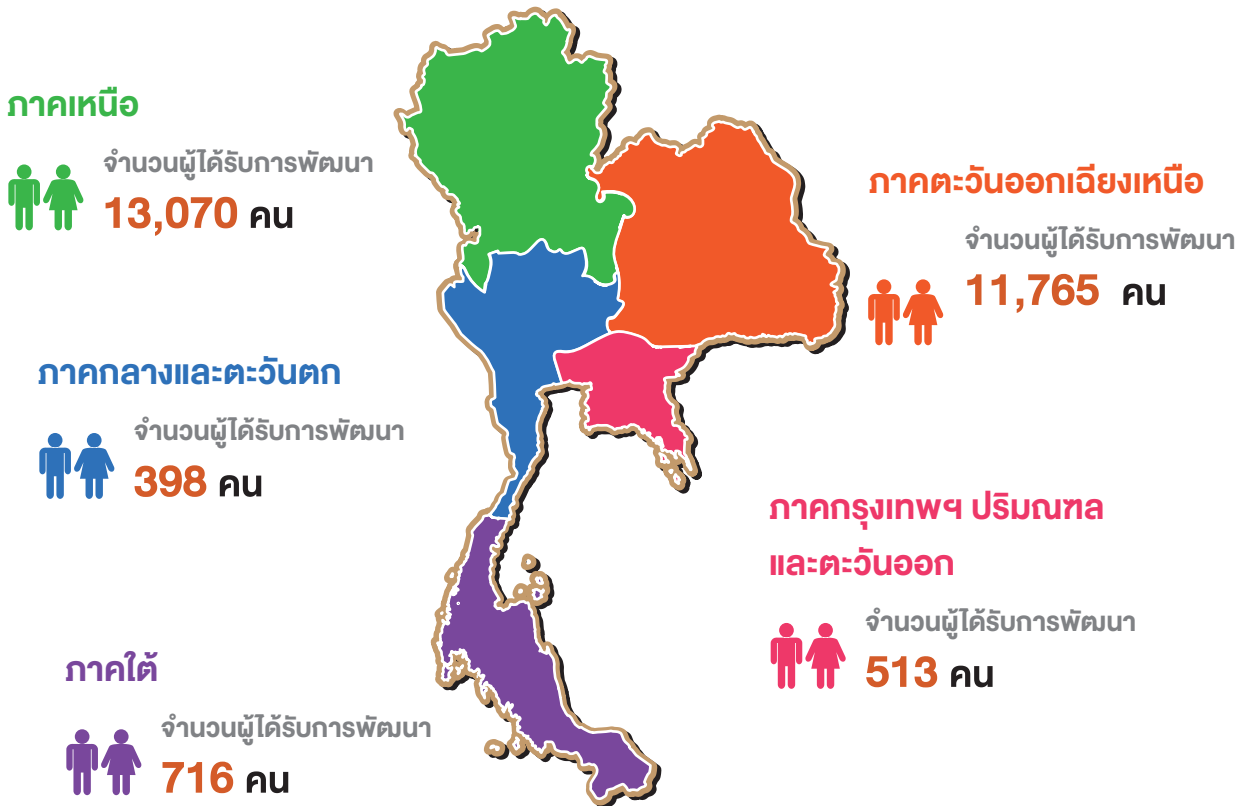 ภาคเหนือ
จำนวนผู้ได้รับการพัฒนา
13,070 คน
ภาคตะวันออกเฉียงเหนือ
จำนวนผู้ได้รับการพัฒนา
11,765 คน
ภาคกลางและตะวันตก
จำนวนผู้ได้รับการพัฒนา
398 คน
ภาคกรุงเทพฯ ปริมณฑล
และตะวันออก
จำนวนผู้ได้รับการพัฒนา
513 คน
ภาคใต้
จำนวนผู้ได้รับการพัฒนา
716 คน